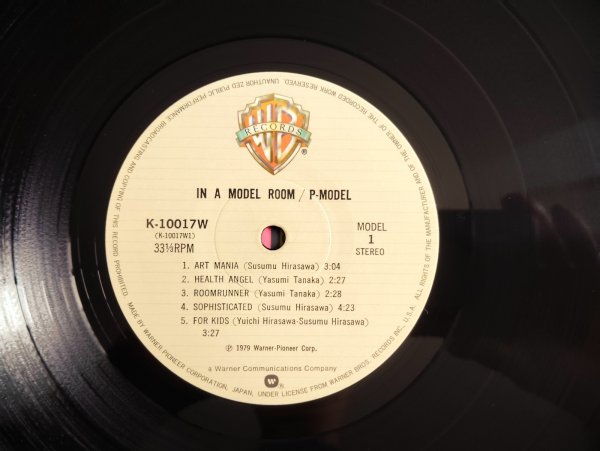 WB
RECORDS
®
IN A MODEL ROOM / P-MODEL
K-10017W
(K-10017W1)
33⅓RPM
MODEL
1
STEREO
1. ART MANIA (Susumu Hirasawa) 3:04
2. HEALTH ANGEL (Yasumi Tanaka) 2:27
3. ROOMRUNNER (Yasumi Tanaka) 2:28
4. SOPHISTICATED (Susumu Hirasawa) 4:23
5. FOR KIDS (Yuichi Hirasawa-Susumu Hirasawa)
3:27
℗ 1979 Warner-Pioneer Corp.
a Warner Communications Company
W ®
MADE BY WARNER-PIONEER CORPORATION, JAPAN, UNDER LICENSE FROM WARNER BROS. RECORDS INC., U.S.A. ALL RIGHTS OF THE MANUFACTURER AND OF THE OWNER OF THE RECORDED WORK RESERVED. UNAUTHORIZED PUBLIC PERFORMANCE BROADCASTING AND COPYING OF THIS RECORD PROHIBITED.